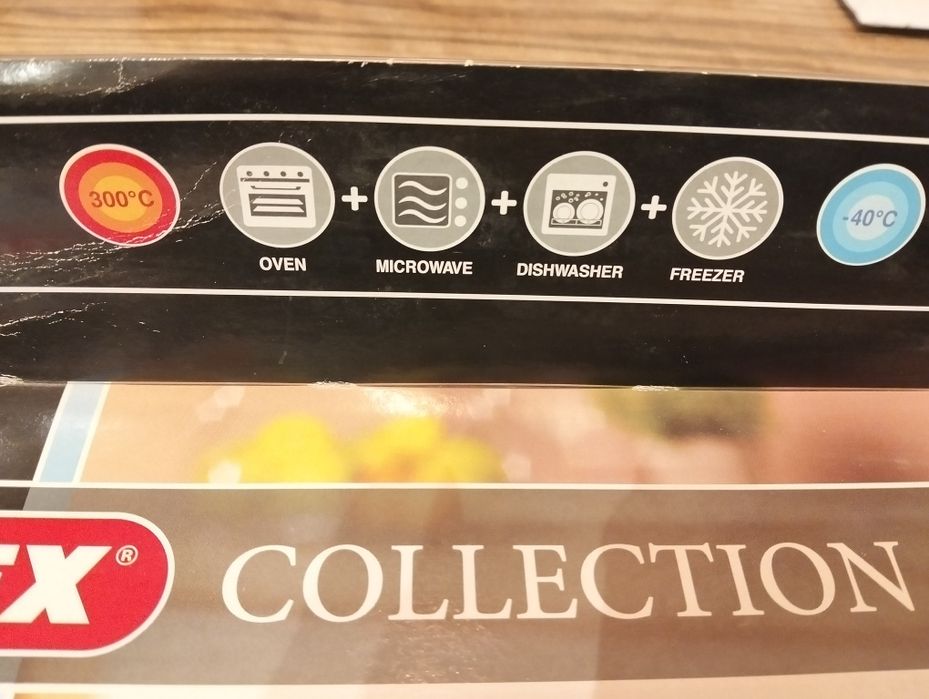 300°C + + + -40°C
OVEN MICROWAVE DISHWASHER FREEZER
EX® COLLECTION